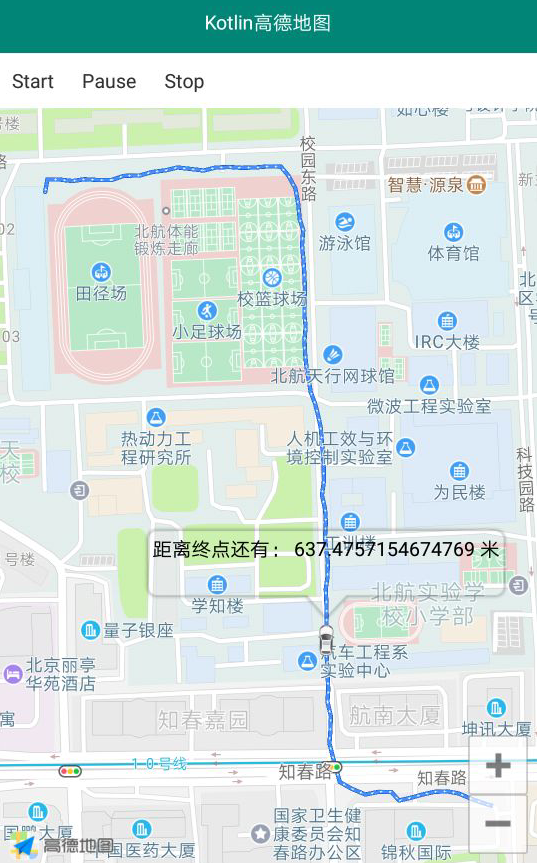 Kotlin高德地图
Start
Pause
Stop
校园东路
智慧·源泉
02
北航体能
锻炼走廊
游泳馆
体育馆
田径场
校篮球场
小足球场
03
IRC大楼
北航天行网球馆
微波工程实验室
热动力工
程研究所
人机工效与环
境控制实验室
科技园路
为民楼
距离终点还有： 637.4757154674769 米
号楼
学知楼
北航实验学
校小学部
量子银座
汽车工程系
实验中心
北京丽亭
华苑酒店
知春嘉园
航南大厦
坤讯大厦
10号线
知春路
知春路
国家卫生健
康委员会知
春路办公区
锦秋国际
国鹏大厦
高德地图
中国医药大厦